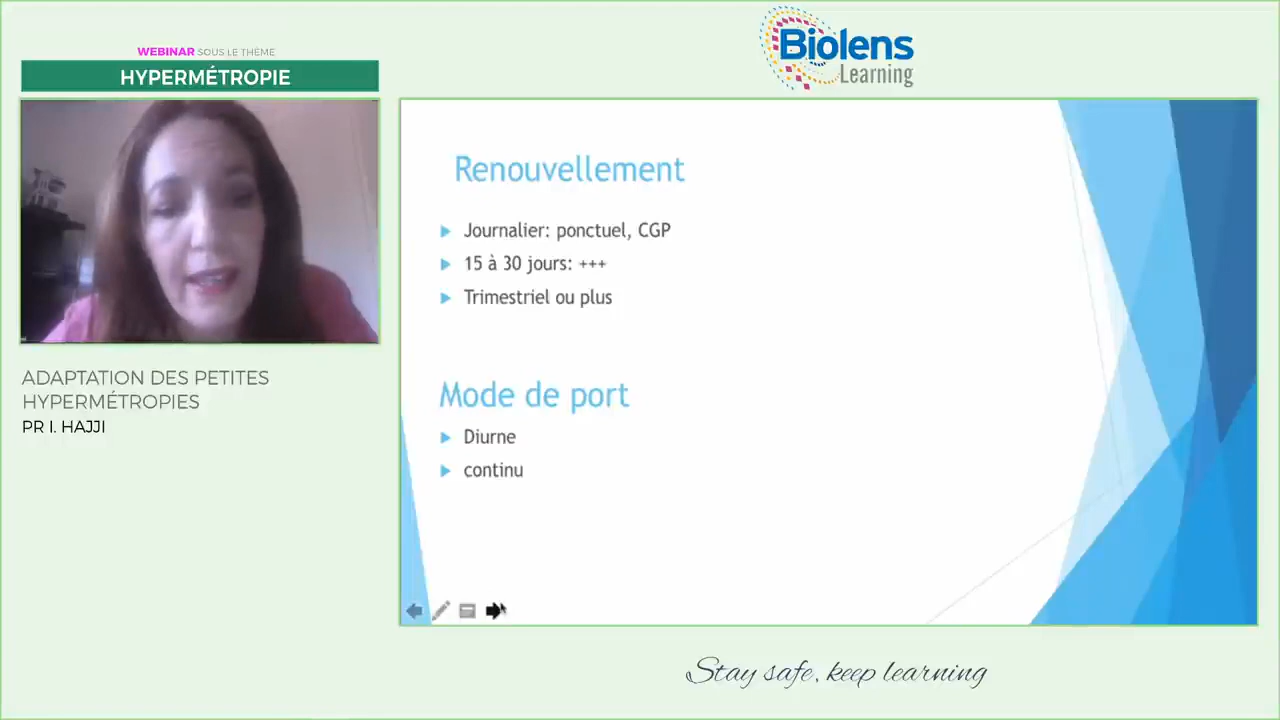 WEBINAR SOUS LE THÈME
HYPERMÉTROPIE
Biolens
Learning
ADAPTATION DES PETITES
HYPERMÉTROPIES
PR I. HAJJI
Renouvellement
Journalier: ponctuel, CGP
15 à 30 jours: +++
Trimestriel ou plus
Mode de port
Diurne
continu
Stay safe, keep learning